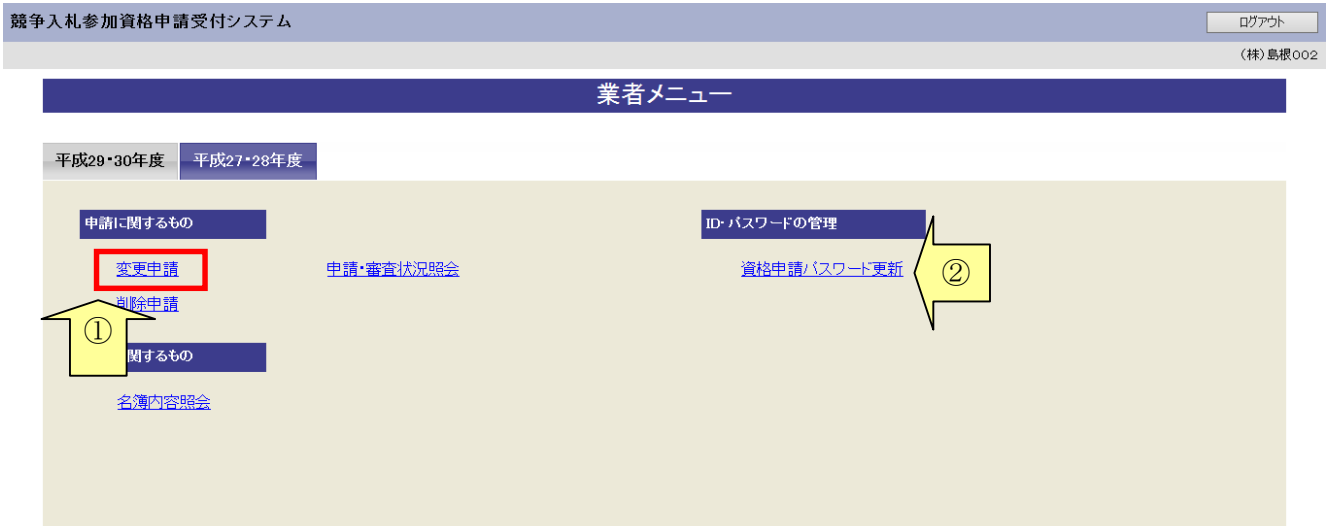 競争入札参加資格申請受付システム
ログアウト
(株)島根002
業者メニュー
平成29・30年度
平成27・28年度
申請に関するもの
ID・パスワードの管理
変更申請
申請・審査状況照会
資格申請パスワード更新
②
削除申請
①
関するもの
名簿内容照会